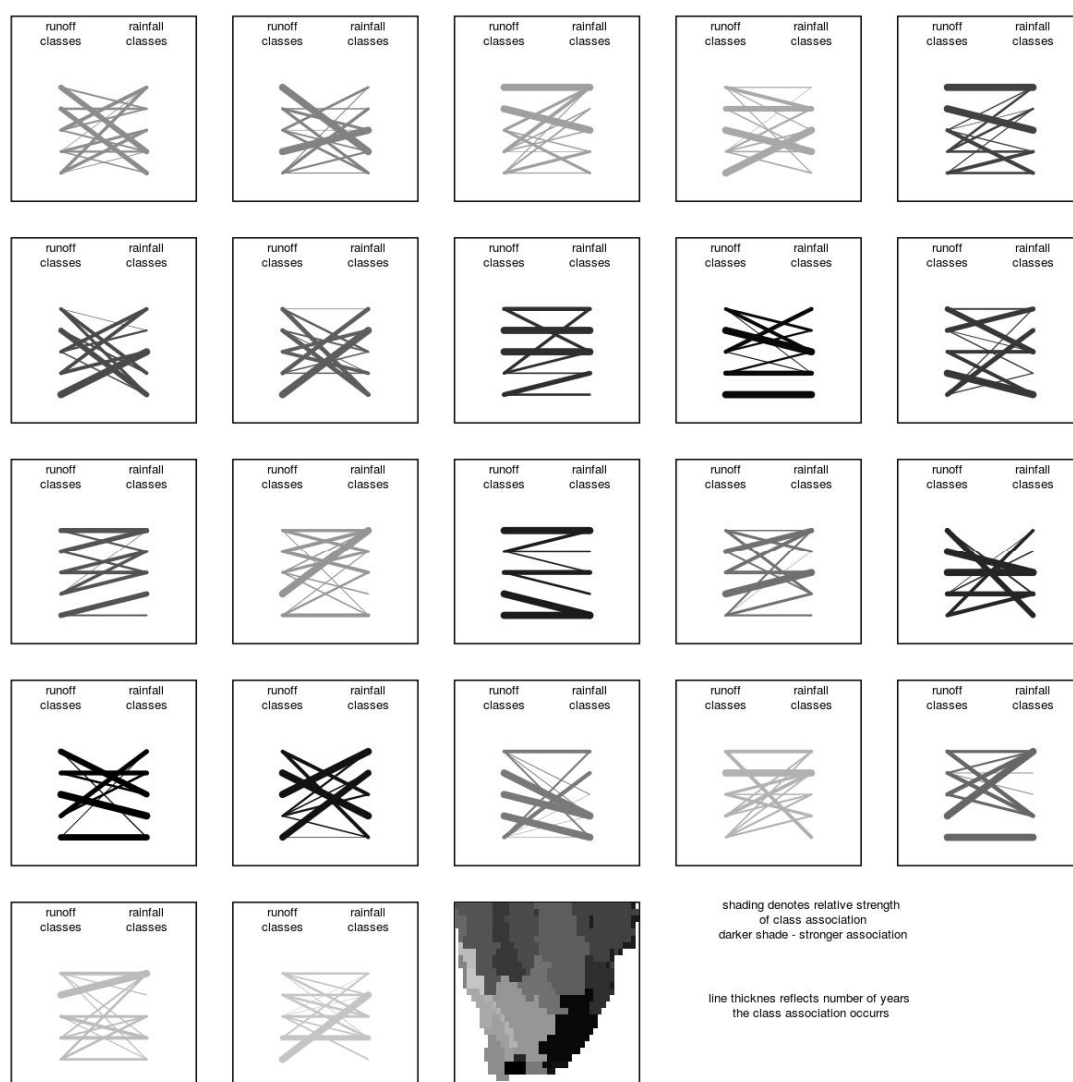 runoff rainfall
classes classes
runoff rainfall
classes classes
runoff rainfall
classes classes
runoff rainfall
classes classes
runoff rainfall
classes classes
runoff rainfall
classes classes
runoff rainfall
classes classes
runoff rainfall
classes classes
runoff rainfall
classes classes
runoff rainfall
classes classes
runoff rainfall
classes classes
runoff rainfall
classes classes
runoff rainfall
classes classes
runoff rainfall
classes classes
runoff rainfall
classes classes
runoff rainfall
classes classes
runoff rainfall
classes classes
runoff rainfall
classes classes
runoff rainfall
classes classes
runoff rainfall
classes classes
runoff rainfall
classes classes
runoff rainfall
classes classes
shading denotes relative strength
of class association
darker shade - stronger association
line thicknes reflects number of years
the class association occurrs